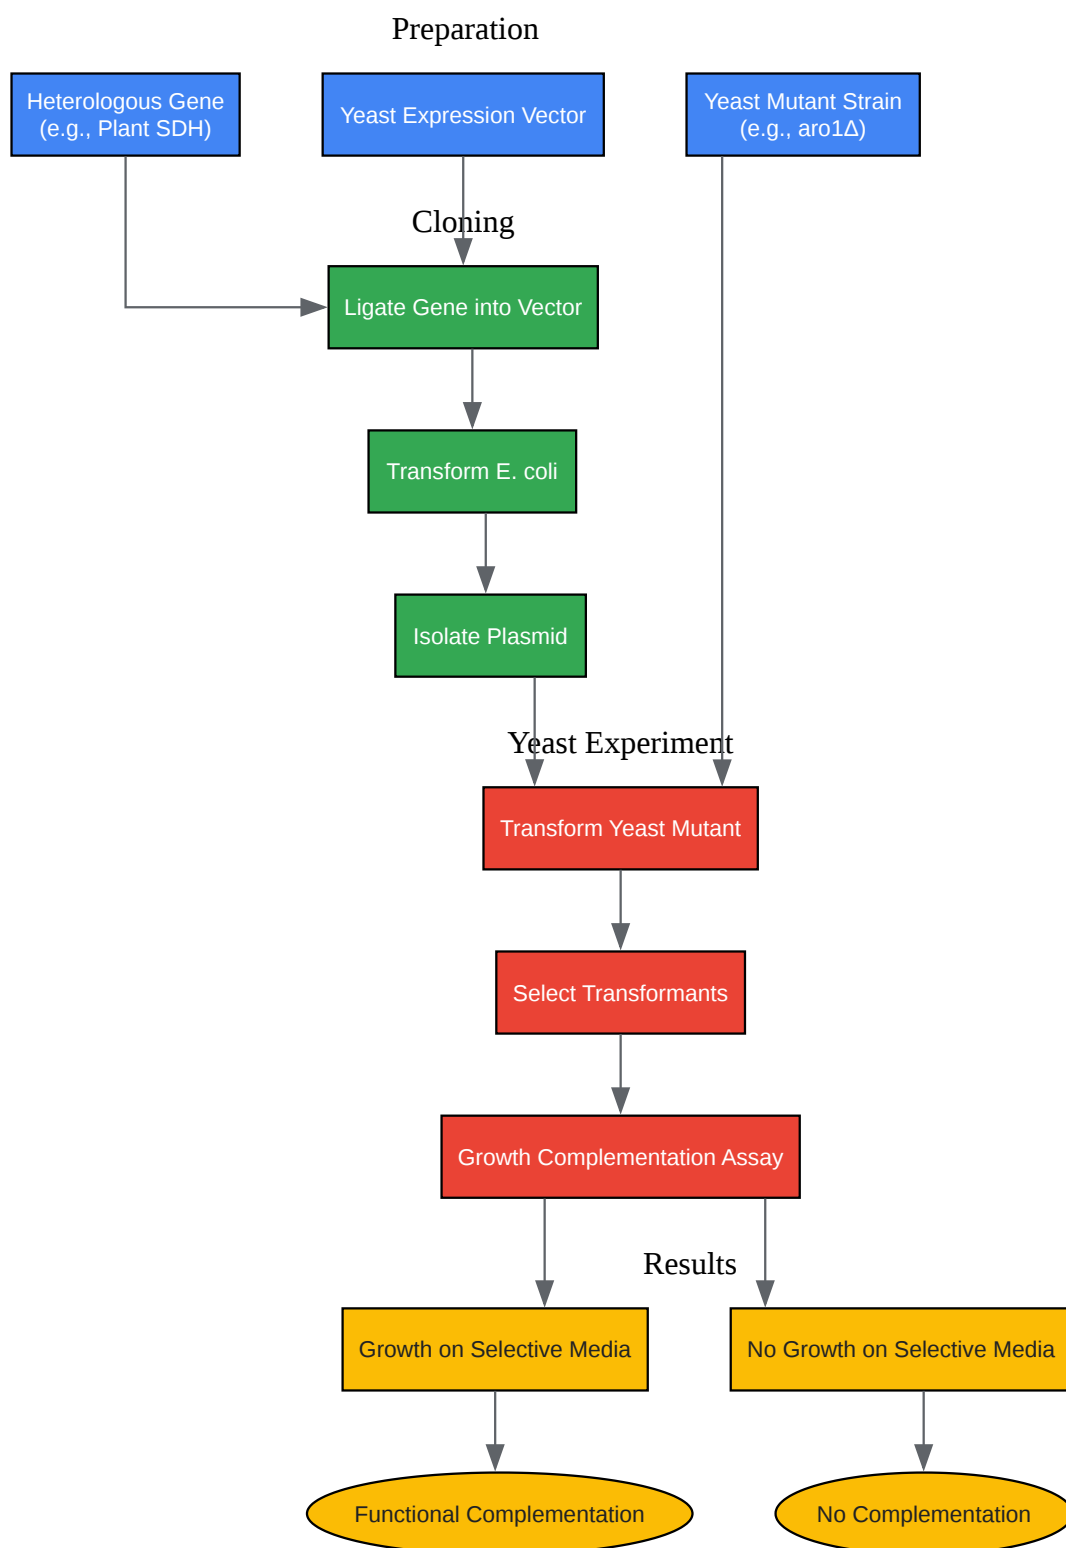 Preparation
Heterologous Gene
(e.g., Plant SDH)
Yeast Expression Vector
Yeast Mutant Strain
(e.g., aro1Δ)
Cloning
Ligate Gene into Vector
Transform E. coli
Isolate Plasmid
Yeast Experiment
Transform Yeast Mutant
Select Transformants
Growth Complementation Assay
Results
Growth on Selective Media
No Growth on Selective Media
Functional Complementation
No Complementation